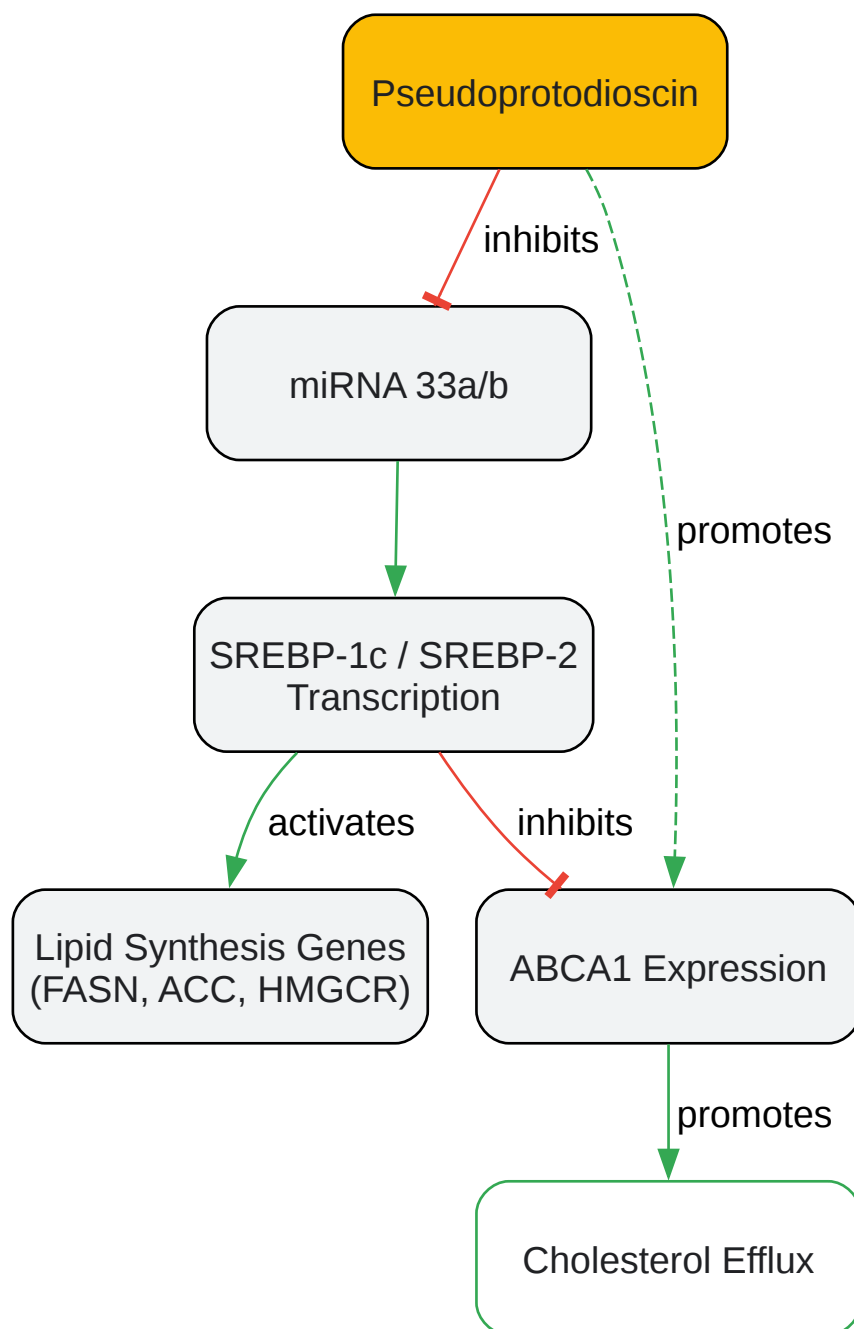 Pseudoprotodioscin
inhibits
miRNA 33a/b
promotes
SREBP-1c / SREBP-2
Transcription
activates
inhibits
Lipid Synthesis Genes
(FASN, ACC, HMGCR)
ABCA1 Expression
promotes
Cholesterol Efflux